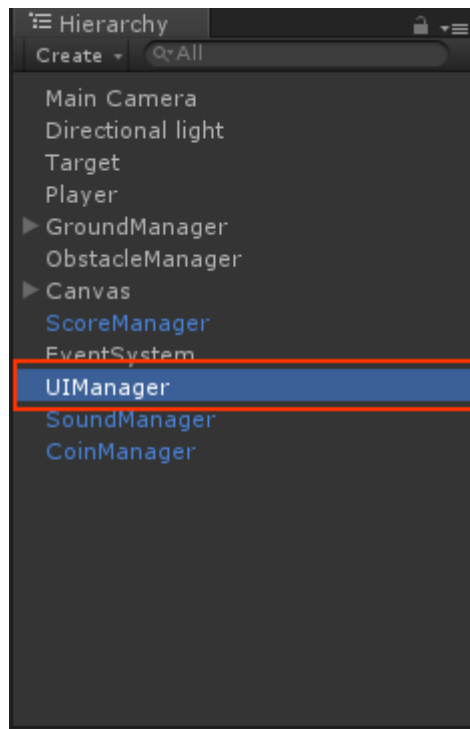 Hierarchy
Create All
Main Camera
Directional light
Target
Player
GroundManager
ObstacleManager
Canvas
ScoreManager
EventSystem
UIManager
SoundManager
CoinManager